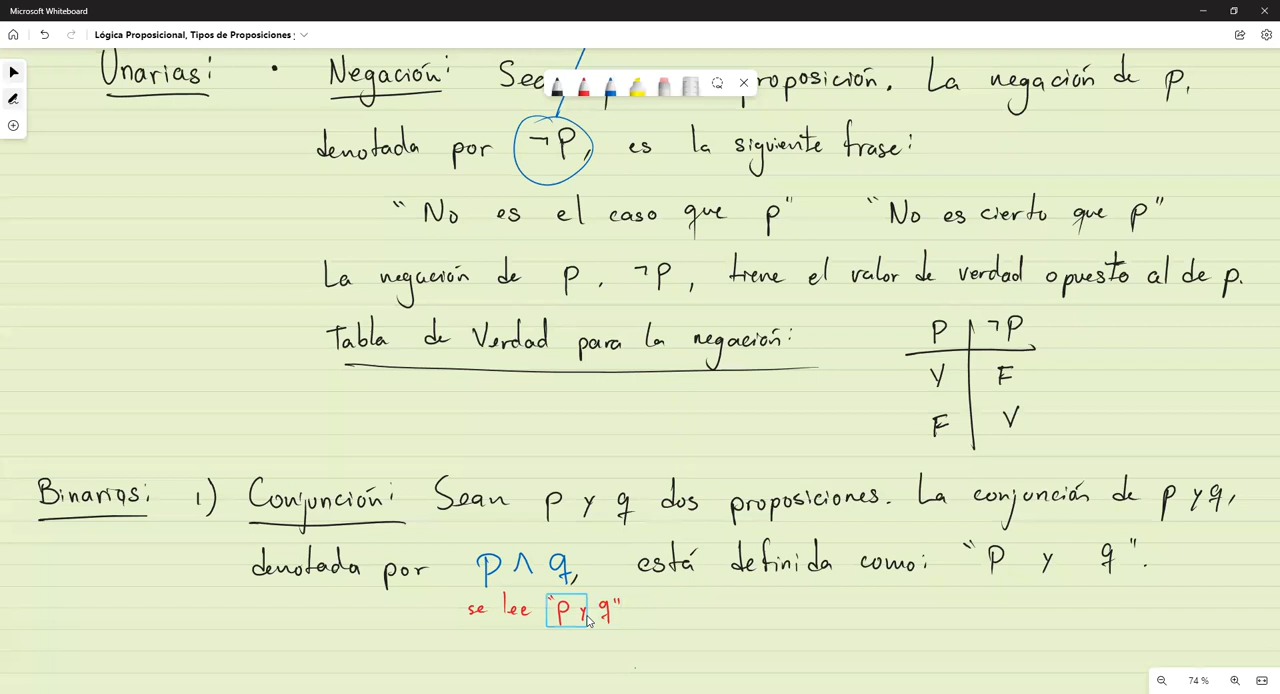 Microsoft Whiteboard
Lógica Proposicional, Tipos de Proposiciones
Unarias: • Negación: Sea proposición. La negación de p,
denotada por ¬p, es la siguiente frase:
“No es el caso que p” “No es cierto que p”
La negación de p, ¬p, tiene el valor de verdad opuesto al de p.
Tabla de Verdad para la negación:
P ¬P
V F
F V
Binarias: 1) Conjunción: Sean p y q dos proposiciones. La conjunción de p y q,
denotada por p ∧ q, está definida como: “p y q”.
se lee “p y q”
74 %